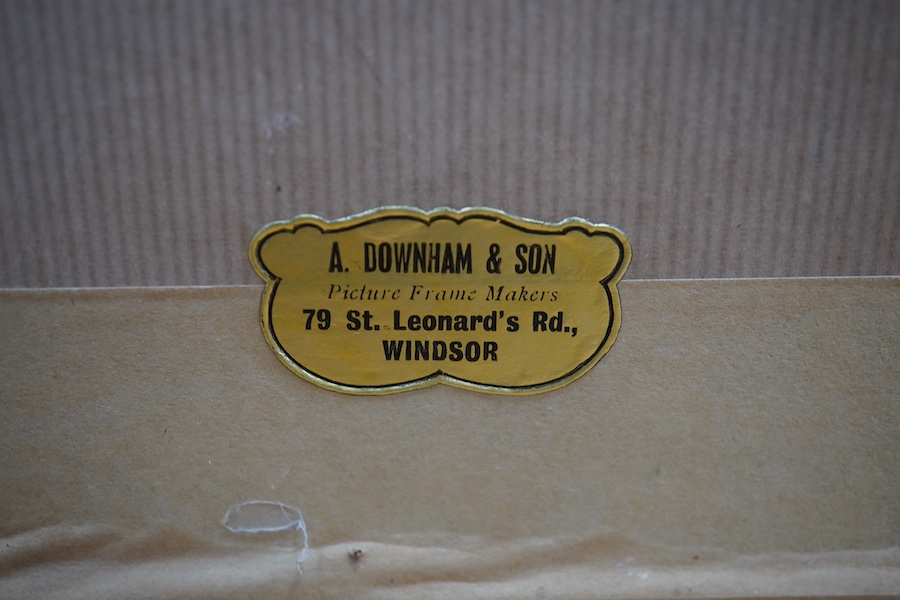 A. DOWNHAM & SON
Picture Frame Makers
79 St. Leonard's Rd.,
WINDSOR